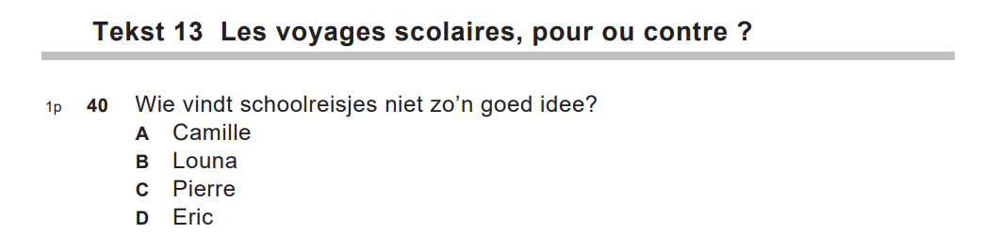 Tekst 13 Les voyages scolaires, pour ou contre ?
1p 40 Wie vindt schoolreisjes niet zo’n goed idee?
A Camille
B Louna
C Pierre
D Eric